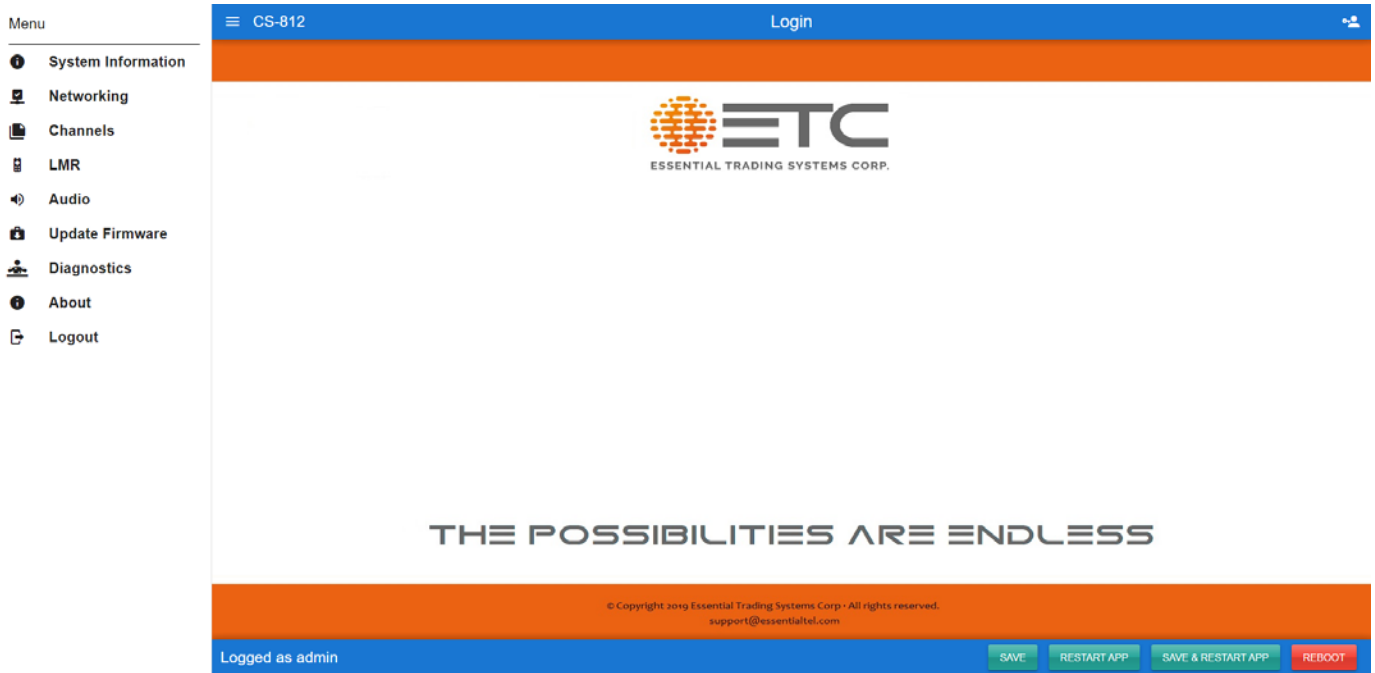 Menu
System Information
Networking
Channels
LMR
Audio
Update Firmware
Diagnostics
About
Logout
CS-812
Login
ETC
ESSENTIAL TRADING SYSTEMS CORP.
THE POSSIBILITIES ARE ENDLESS
© Copyright 2019 Essential Trading Systems Corp · All rights reserved.
support@essentialtel.com
Logged as admin
SAVE
RESTART APP
SAVE & RESTART APP
REBOOT